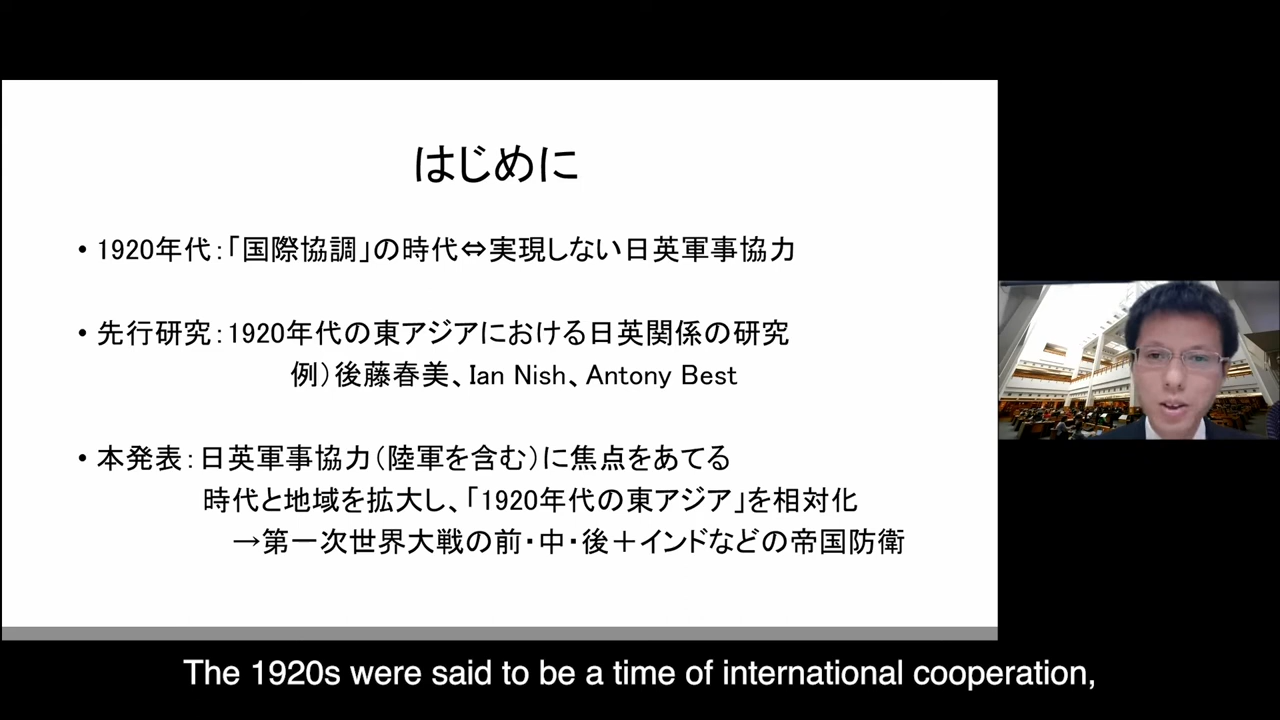 はじめに
• 1920年代：「国際協調」の時代⇔実現しない日英軍事協力
• 先行研究：1920年代の東アジアにおける日英関係の研究
例）後藤春美、Ian Nish、Antony Best
• 本発表：日英軍事協力（陸軍を含む）に焦点をあてる
時代と地域を拡大し、「1920年代の東アジア」を相対化
→第一次世界大戦の前・中・後＋インドなどの帝国防衛
The 1920s were said to be a time of international cooperation,